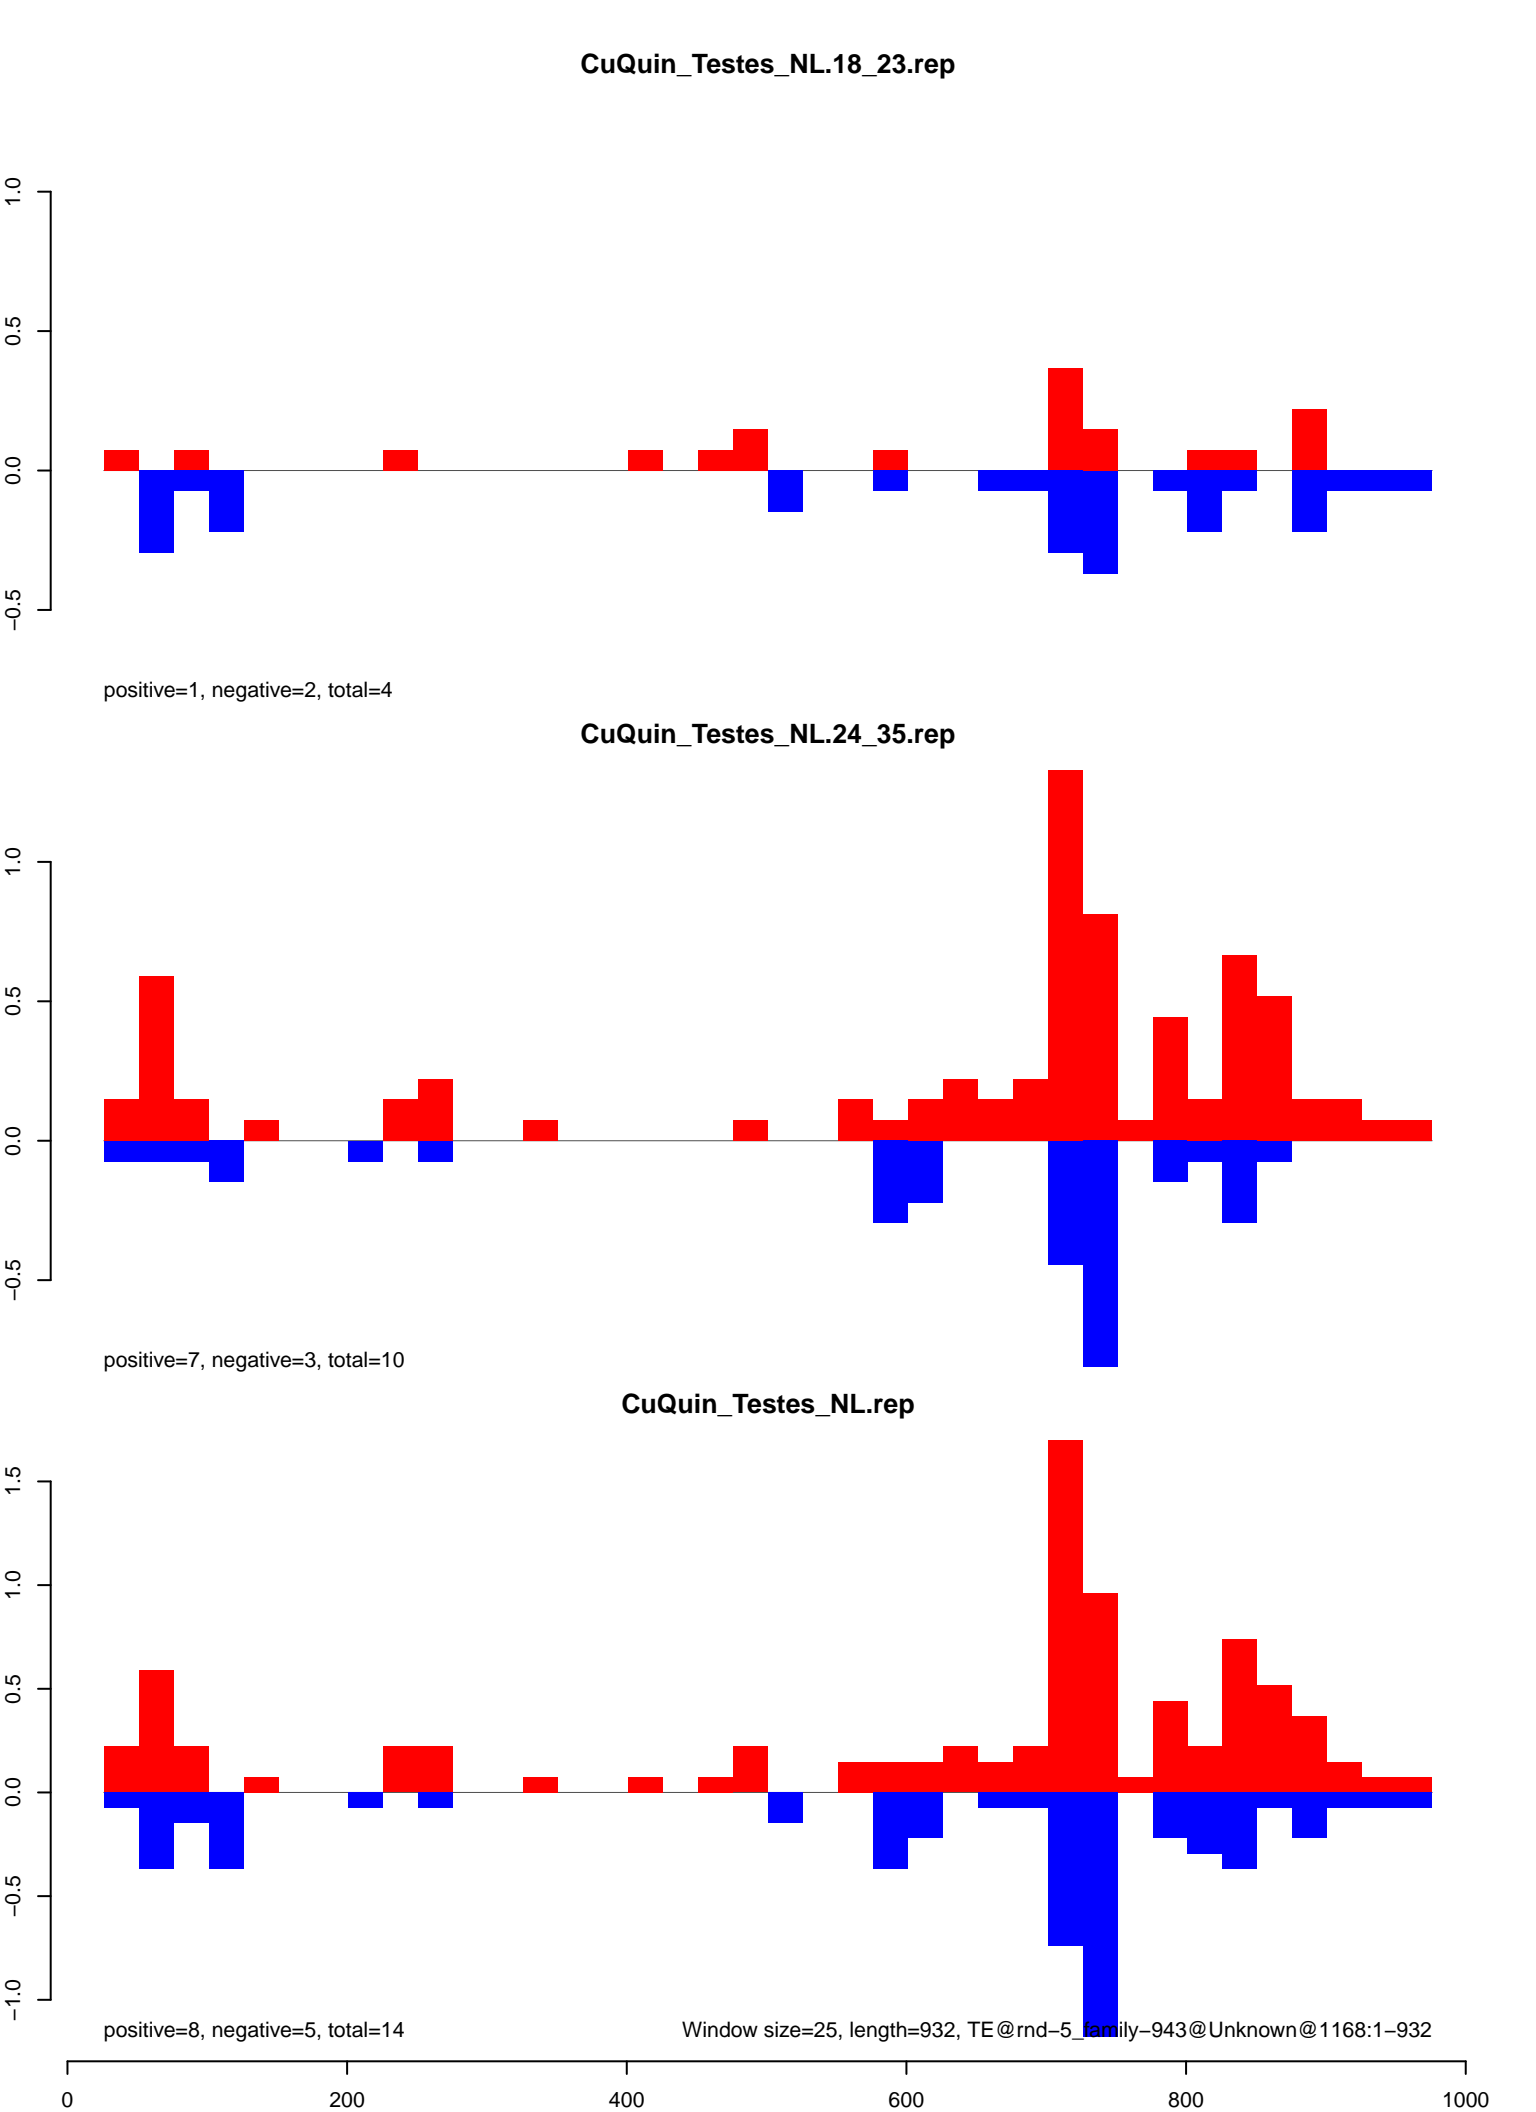 CuQuin_Testes_NL.18_23.rep
1.0
0.5
0.0
−0.5
positive=1, negative=2, total=4
CuQuin_Testes_NL.24_35.rep
1.0
0.5
0.0
−0.5
positive=7, negative=3, total=10
CuQuin_Testes_NL.rep
1.5
1.0
0.5
0.0
−0.5
−1.0
positive=8, negative=5, total=14
Window size=25, length=932, TE@rnd−5_family−943@Unknown@1168:1−932
0 200 400 600 800 1000